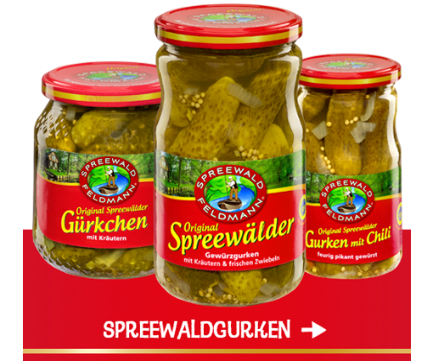 SPREEWALD
FELDMANN
Original Spreewälder
Gürkchen
mit Kräutern
SPREEWALD
FELDMANN
Original
Spreewälder
Gewürzgurken
mit Kräutern & frischen Zwiebeln
SPREEWALD
FELDMANN
Original Spreewälder
Gurken mit Chili
feurig pikant gewürzt
SPREEWALDGURKEN →